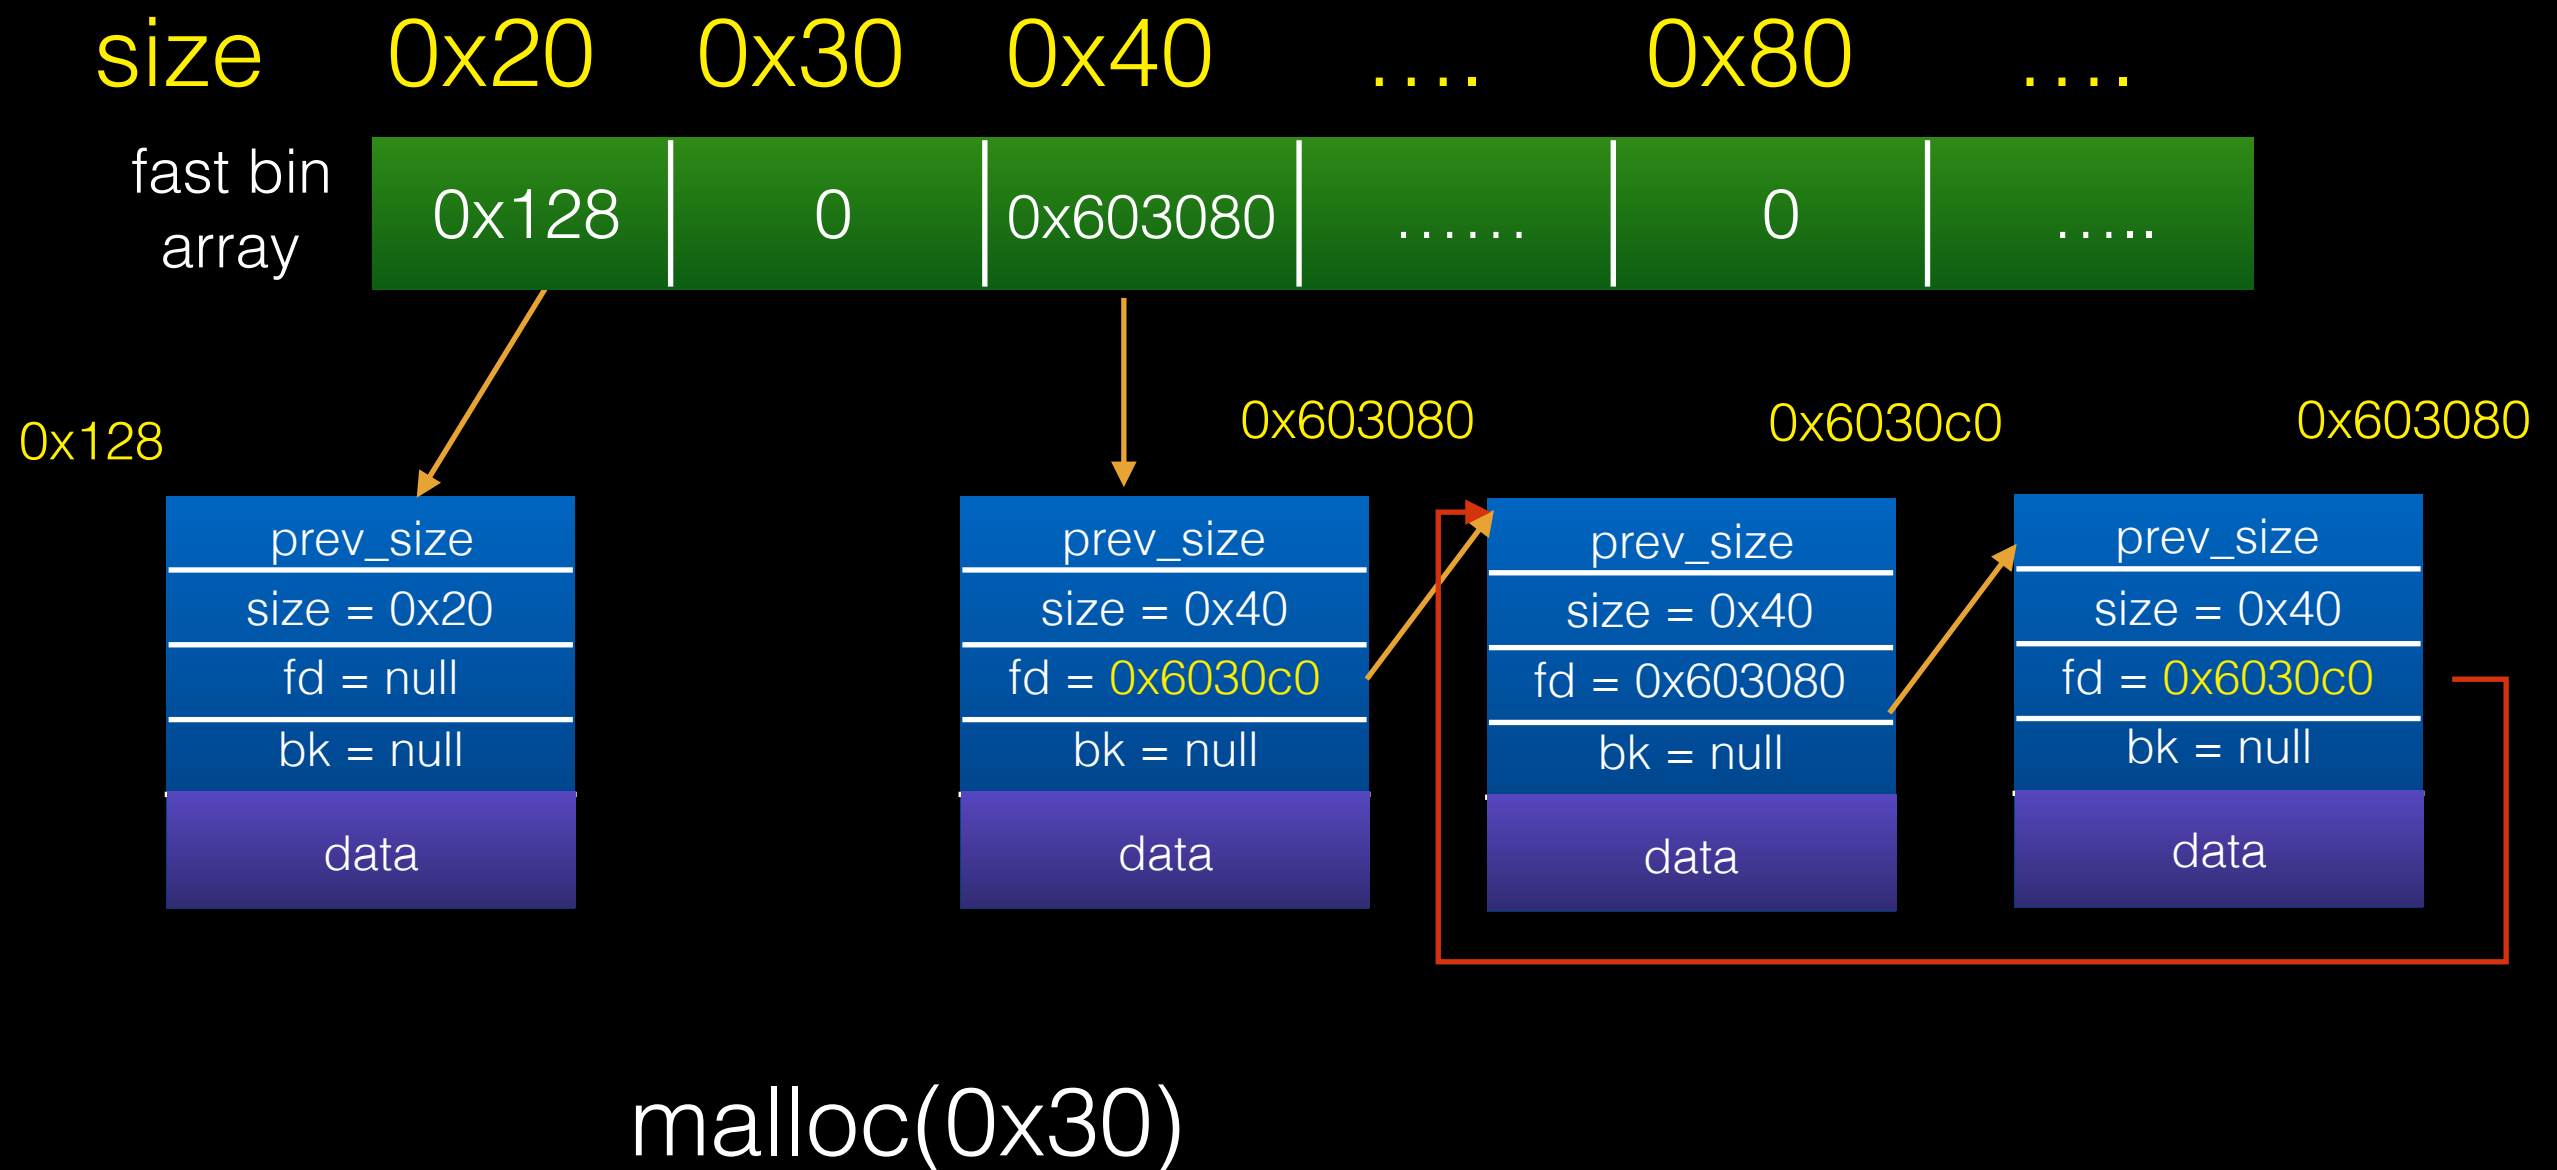 size 0x20 0x30 0x40 .... 0x80 ....
fast bin
array
0x128 0 0x603080 ...... 0 .....
0x128 0x603080 0x6030c0 0x603080
prev_size prev_size prev_size prev_size
size = 0x20 size = 0x40 size = 0x40 size = 0x40
fd = null fd = 0x6030c0 fd = 0x603080 fd = 0x6030c0
bk = null bk = null bk = null bk = null
data data data data
malloc(0x30)